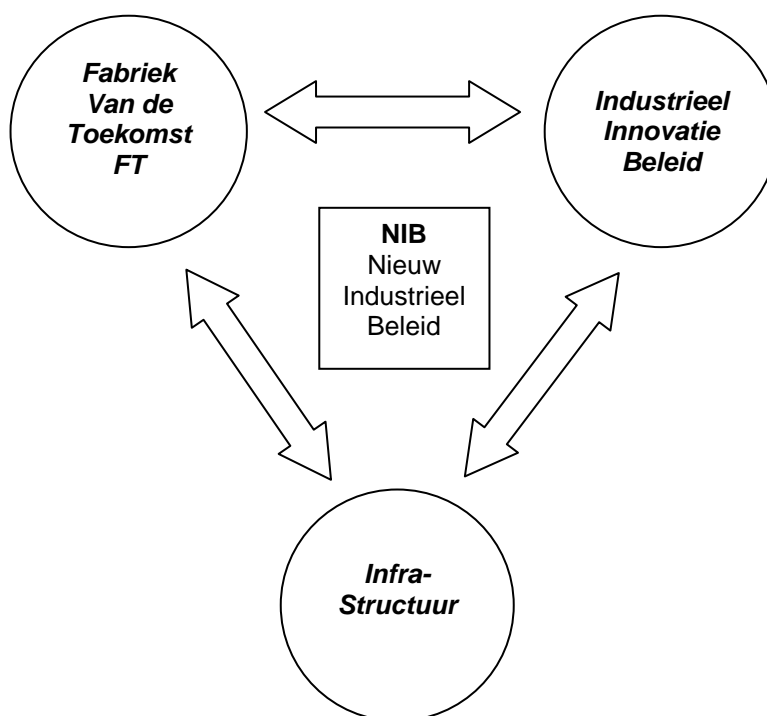 Fabriek
Van de
Toekomst
FT
Industrieel
Innovatie
Beleid
NIB
Nieuw
Industrieel
Beleid
Infra-
Structuur